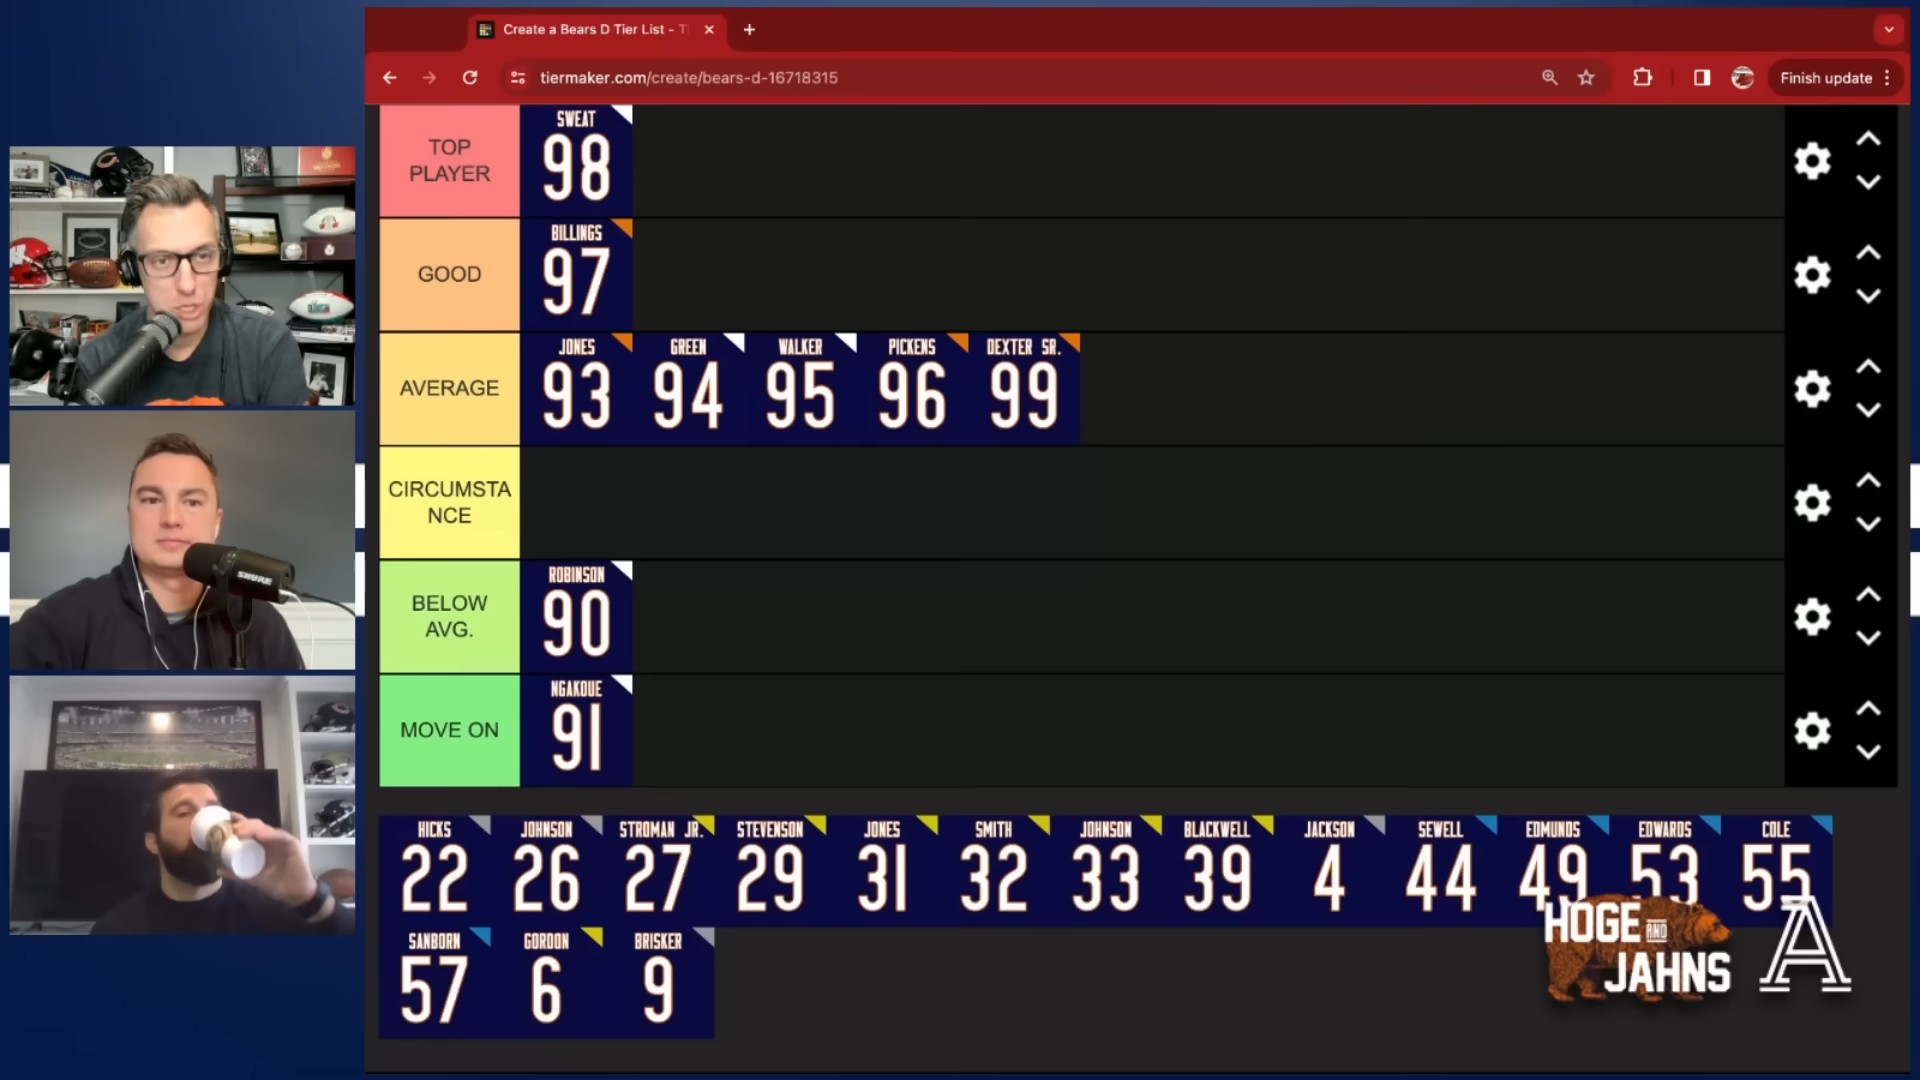 Create a Bears D Tier List - T
tiermaker.com/create/bears-d-16718315
Finish update
TOP
PLAYER
SWEAT
98
GOOD
BILLINGS
97
AVERAGE
JONES GREEN WALKER PICKENS DEXTER SR.
93 94 95 96 99
CIRCUMSTA
NCE
BELOW
AVG.
ROBINSON
90
MOVE ON
NGAKOUE
91
HICKS JOHNSON STROMAN JR. STEVENSON JONES SMITH JOHNSON BLACKWELL JACKSON SEWELL EDMUNDS EDWARDS COLE
22 26 27 29 31 32 33 39 4 44 49 53 55
SANBORN GORDON BRISKER
57 6 9
HOGE AND
JAHNS
A
SHURE